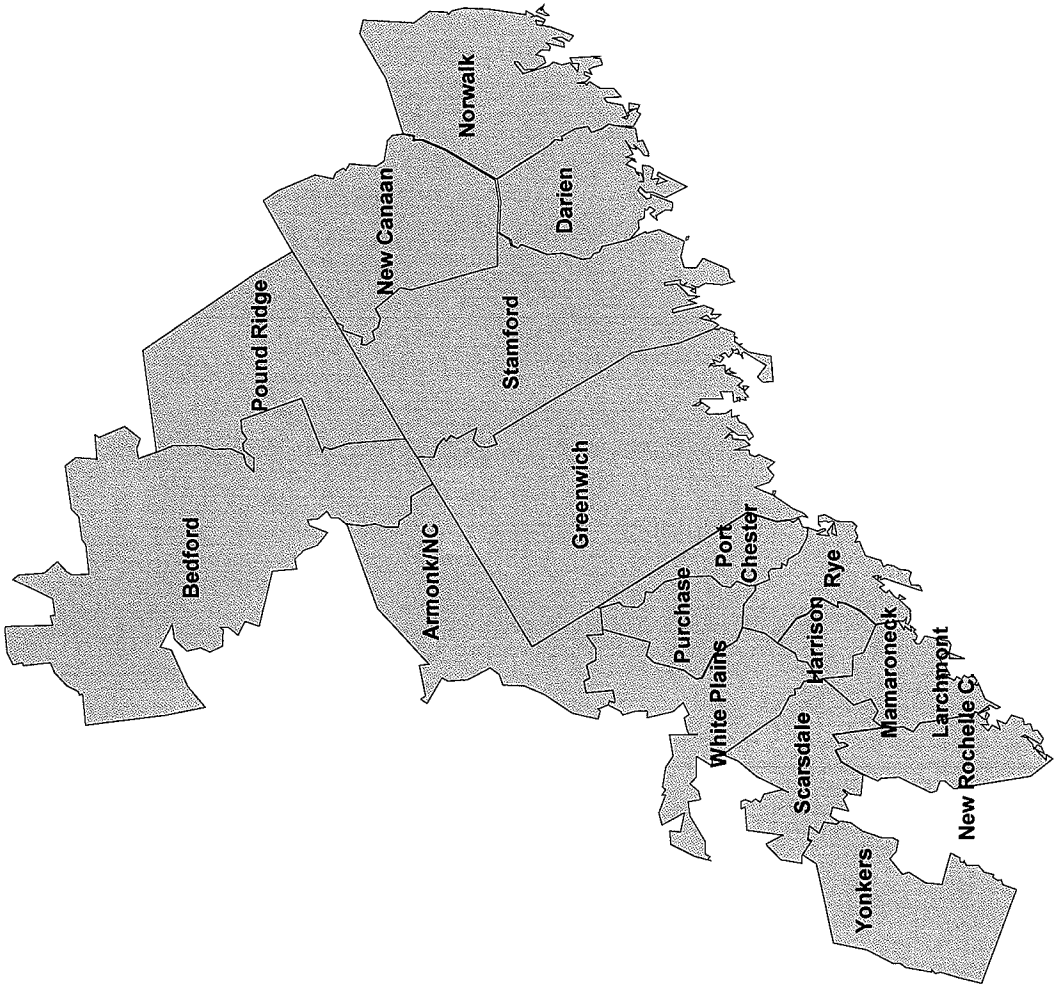 Norwalk
New Canaan
Darien
Pound Ridge
Stamford
Bedford
Greenwich
Armonk/NC
Port
Chester
Purchase
Rye
Harrison
White Plains
Mamaroneck
Larchmont
Scarsdale
New Rochelle C
Yonkers